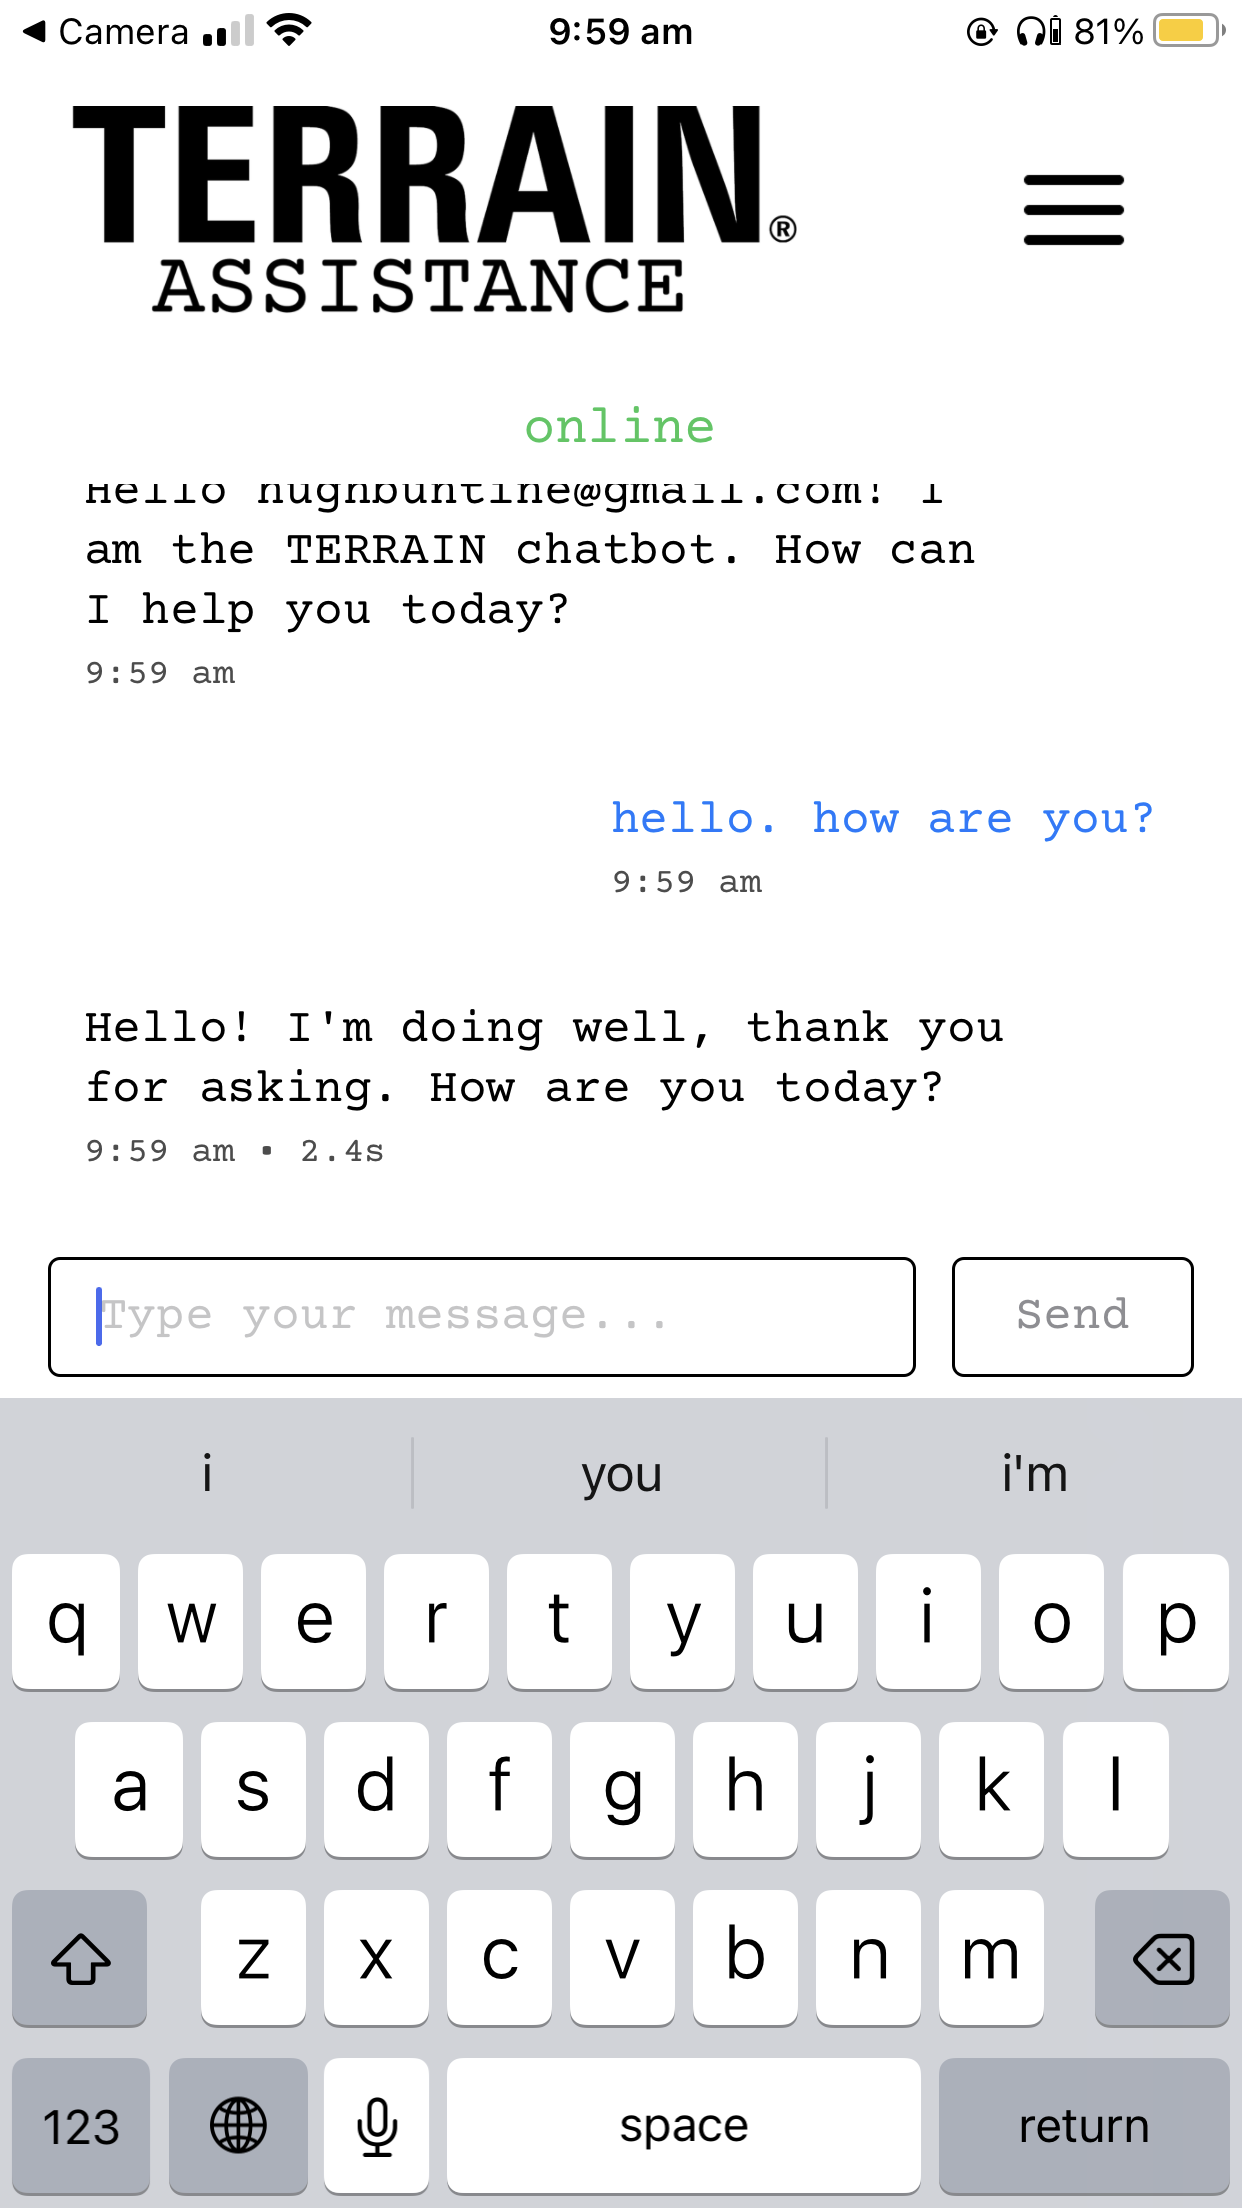 Camera
9:59 am
81%
TERRAIN®
ASSISTANCE
online
Hello hughbuntine@gmail.com! I
am the TERRAIN chatbot. How can
I help you today?
9:59 am
hello. how are you?
9:59 am
Hello! I'm doing well, thank you
for asking. How are you today?
9:59 am • 2.4s
Type your message...
Send
i you i'm
q w e r t y u i o p
a s d f g h j k l
z x c v b n m
123 space return